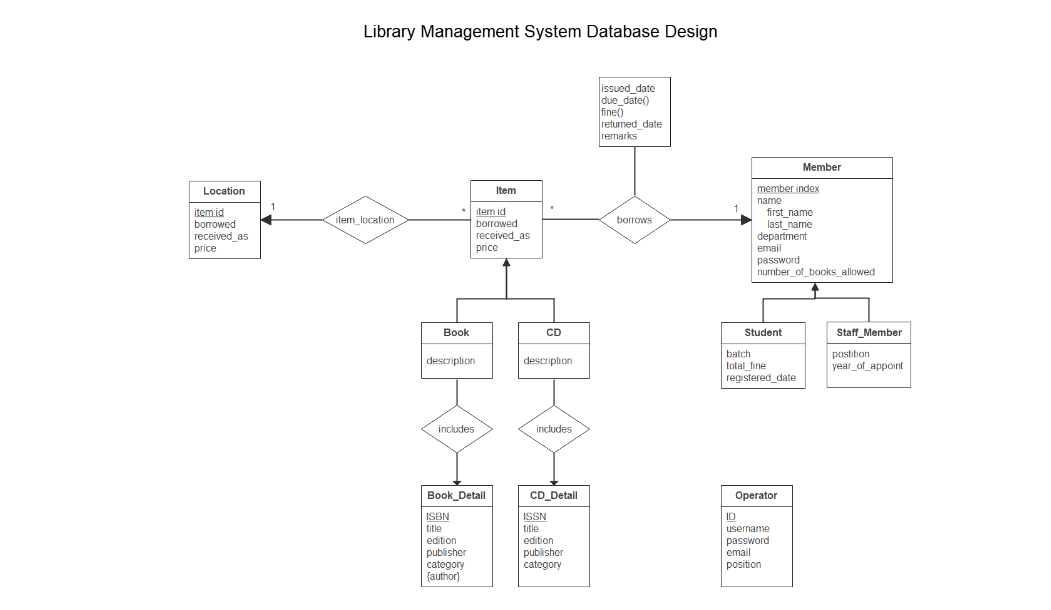 Library Management System Database Design
issued_date
due_date()
fine()
returned_date
remarks
Location
item id
borrowed
received_as
price
1
item_location
*
Item
item id
borrowed
received_as
price
*
borrows
1
Member
member index
name
first_name
last_name
department
email
password
number_of_books_allowed
Book
description
CD
description
Student
batch
total_fine
registered_date
Staff_Member
postition
year_of_appoint
includes
includes
Book_Detail
ISBN
title
edition
publisher
category
{author}
CD_Detail
ISSN
title
edition
publisher
category
Operator
ID
username
password
email
position